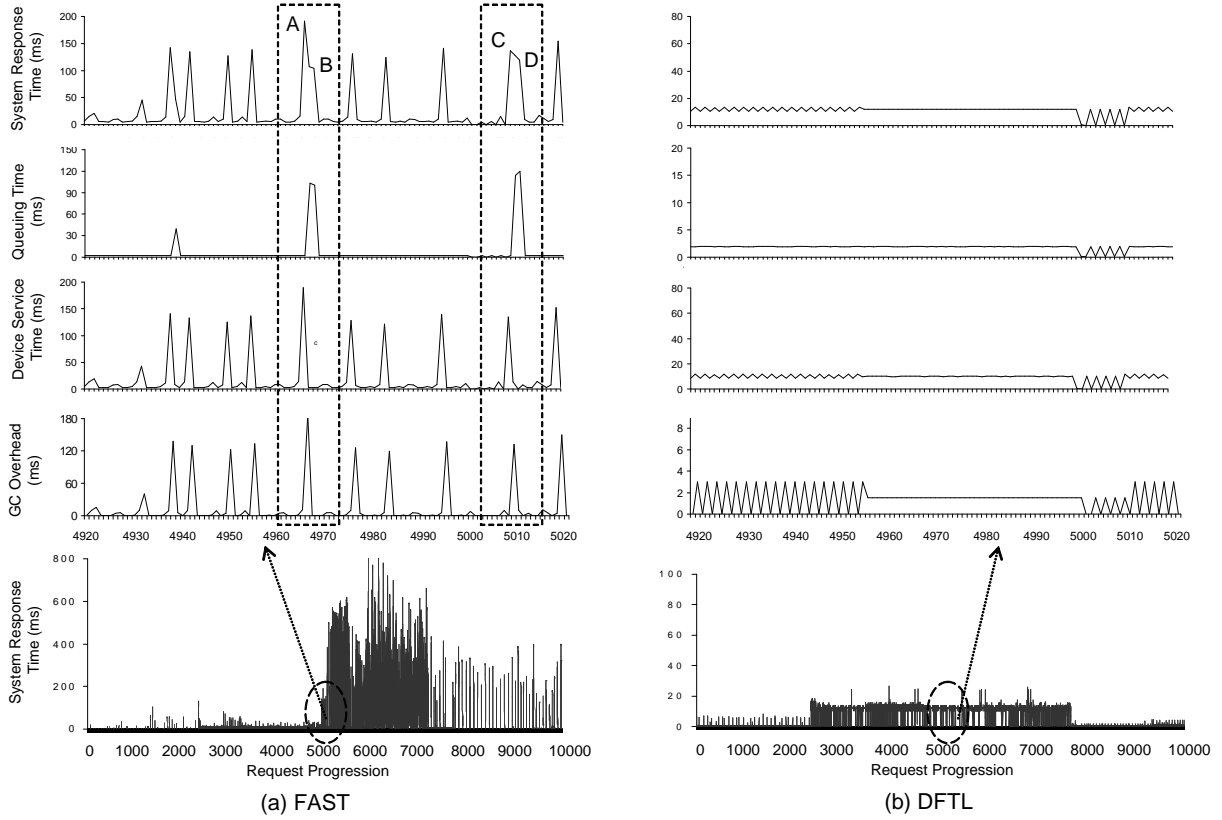 System Response
Time (ms)
200
150
100
50
0
A
B
C
D
Queuing Time
(ms)
150
120
90
60
30
0
Device Service
Time (ms)
200
150
100
50
0
c
GC Overhead
(ms)
180
120
60
0
4920 4930 4940 4950 4960 4970 4980 4990 5000 5010 5020
System Response
Time (ms)
800
600
400
200
0
0 1000 2000 3000 4000 5000 6000 7000 8000 9000 10000
Request Progression
(a) FAST
80
60
40
20
0
20
15
10
5
0
80
60
40
20
0
8
6
4
2
0
4920 4930 4940 4950 4960 4970 4980 4990 5000 5010 5020
100
80
60
40
20
0
0 1000 2000 3000 4000 5000 6000 7000 8000 9000 10000
Request Progression
(b) DFTL